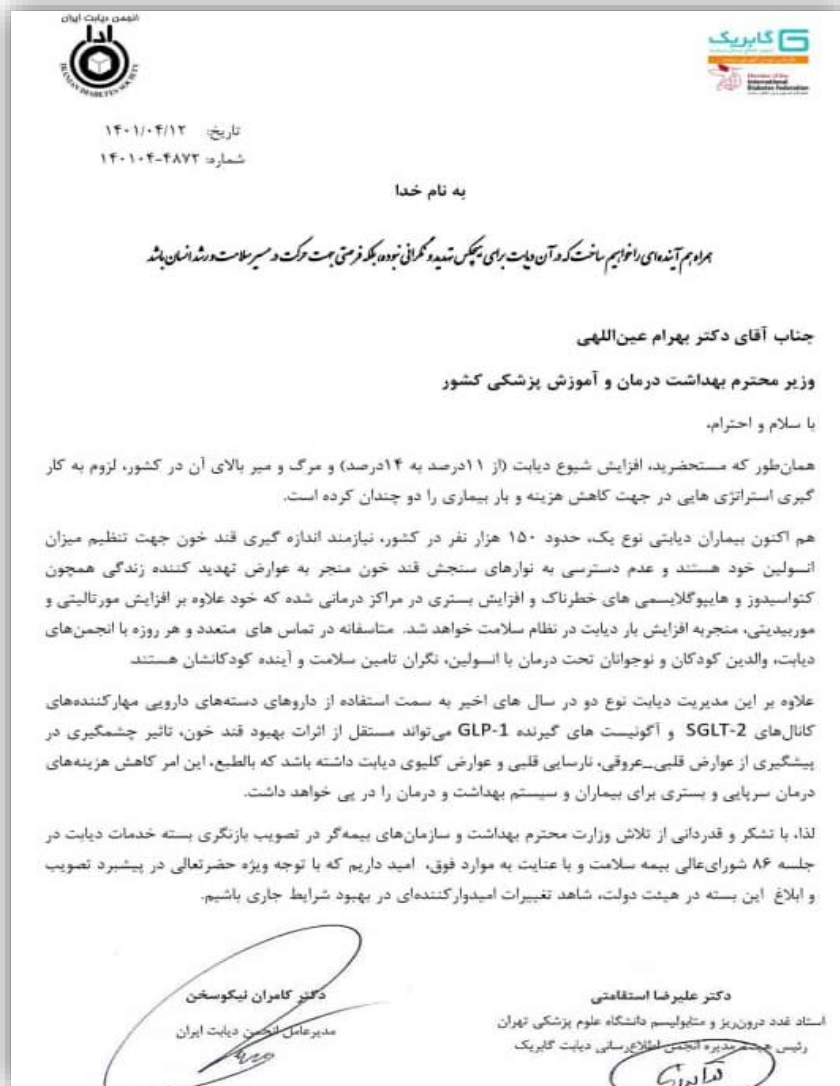 انجمن دیابت ایران
ادا
IRANIAN DIABETES SOCIETY
گابریک
Member of the
International
Diabetes Federation
تاریخ: ۱۴۰۱/۰۴/۱۲
شماره: ۴۸۷۲-۱۴۰۱۰۴
به نام خدا
همراه هم آینده‌ای را خواهیم ساخت که در آن دیابت برای هیچکس تهدید و نگرانی نبوده، بلکه فرصتی جهت حرکت در مسیر سلامت و رشد انسان باشد
جناب آقای دکتر بهرام عین‌اللهی
وزیر محترم بهداشت درمان و آموزش پزشکی کشور
با سلام و احترام،
همان‌طور که مستحضرید، افزایش شیوع دیابت (از ۱۱درصد به ۱۴درصد) و مرگ و میر بالای آن در کشور، لزوم به کار
گیری استراتژی هایی در جهت کاهش هزینه و بار بیماری را دو چندان کرده است.
هم اکنون بیماران دیابتی نوع یک، حدود ۱۵۰ هزار نفر در کشور، نیازمند اندازه گیری قند خون جهت تنظیم میزان
انسولین خود هستند و عدم دسترسی به نوارهای سنجش قند خون منجر به عوارض تهدید کننده زندگی همچون
کتواسیدوز و هایپوگلایسمی های خطرناک و افزایش بستری در مراکز درمانی شده که خود علاوه بر افزایش مورتالیتی و
موربیدیتی، منجربه افزایش بار دیابت در نظام سلامت خواهد شد. متاسفانه در تماس های متعدد و هر روزه با انجمن‌های
دیابت، والدین کودکان و نوجوانان تحت درمان با انسولین، نگران تامین سلامت و آینده کودکانشان هستند.
علاوه بر این مدیریت دیابت نوع دو در سال های اخیر به سمت استفاده از داروهای دسته‌های دارویی مهارکننده‌های
کانال‌های SGLT-2 و آگونیست های گیرنده GLP-1 می‌تواند مستقل از اثرات بهبود قند خون، تاثیر چشمگیری در
پیشگیری از عوارض قلبی_عروقی، نارسایی قلبی و عوارض کلیوی دیابت داشته باشد که بالطبع، این امر کاهش هزینه‌های
درمان سرپایی و بستری برای بیماران و سیستم بهداشت و درمان را در پی خواهد داشت.
لذا، با تشکر و قدردانی از تلاش وزارت محترم بهداشت و سازمان‌های بیمه‌گر در تصویب بازنگری بسته خدمات دیابت در
جلسه ۸۶ شورای‌عالی بیمه سلامت و با عنایت به موارد فوق، امید داریم که با توجه ویژه حضرتعالی در پیشبرد تصویب
و ابلاغ این بسته در هیئت دولت، شاهد تغییرات امیدوارکننده‌ای در بهبود شرایط جاری باشیم.
دکتر علیرضا استقامتی
استاد غدد درون‌ریز و متابولیسم دانشگاه علوم پزشکی تهران
رئیس هیئت مدیره انجمن اطلاع‌رسانی دیابت گابریک
دکتر کامران نیکوسخن
مدیرعامل انجمن دیابت ایران